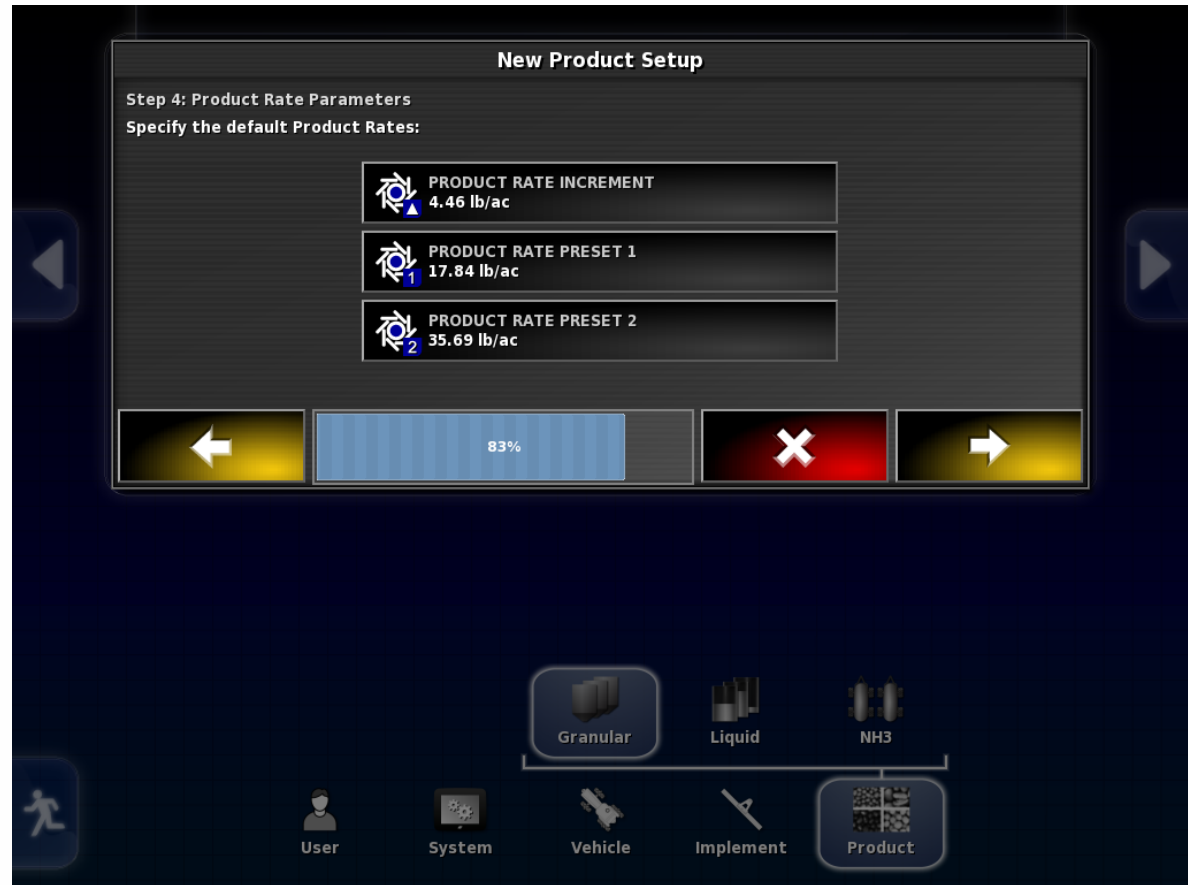 New Product Setup
Step 4: Product Rate Parameters
Specify the default Product Rates:
PRODUCT RATE INCREMENT
4.46 lb/ac
PRODUCT RATE PRESET 1
1
17.84 lb/ac
PRODUCT RATE PRESET 2
2
35.69 lb/ac
83%
Granular
Liquid
NH3
User
System
Vehicle
Implement
Product